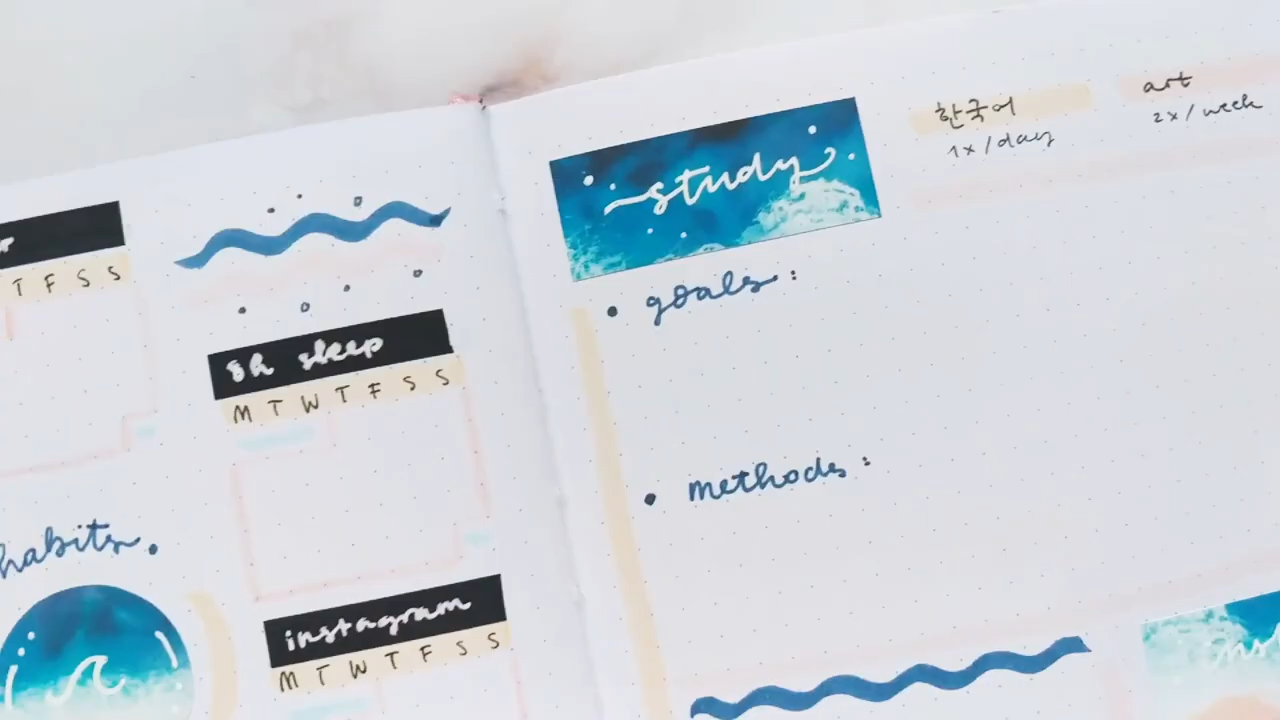 T F S S
8h sleep
M T W T F S S
habits
instagram
M T W T F S S
study
한국어
1x/day
art
2x/week
• goals:
• methods: